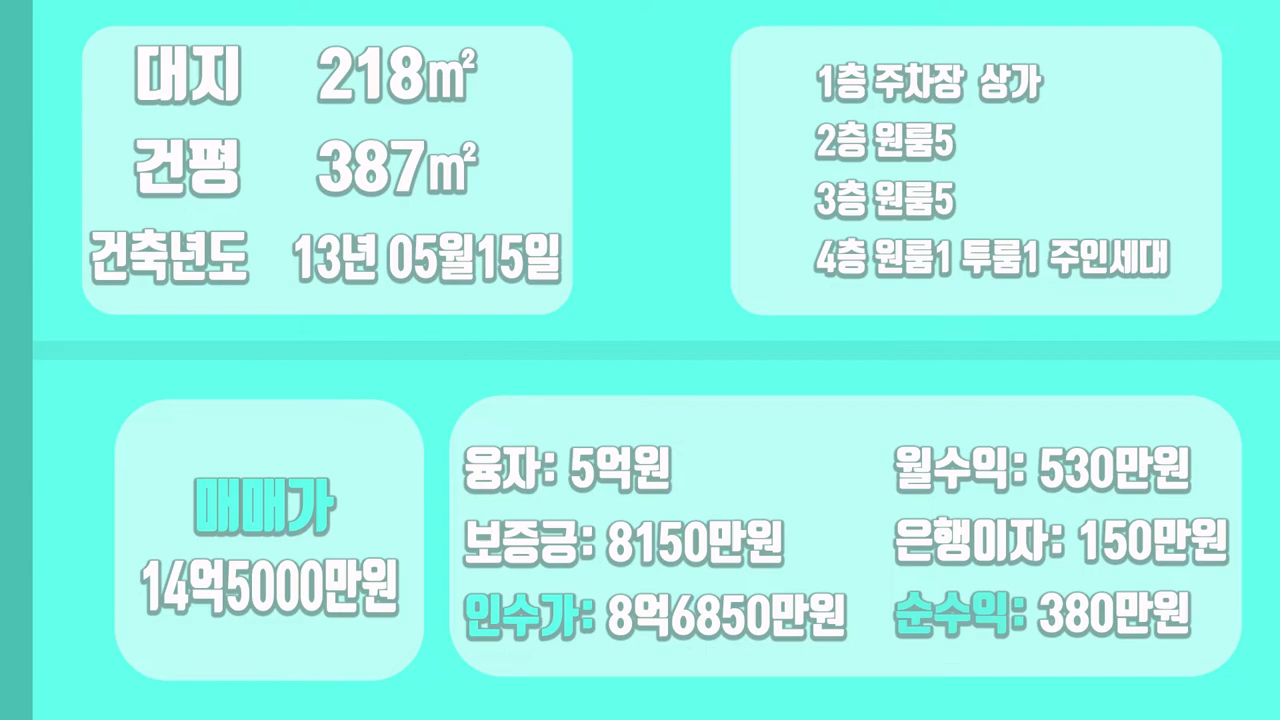 대지 218㎡
건평 387㎡
건축년도 13년 05월15일
1층 주차장 상가
2층 원룸5
3층 원룸5
4층 원룸1 투룸1 주인세대
매매가
14억5000만원
융자: 5억원
보증긍: 8150만원
인수가: 8억6850만원
월수익: 530만원
은행이자: 150만원
순수익: 380만원